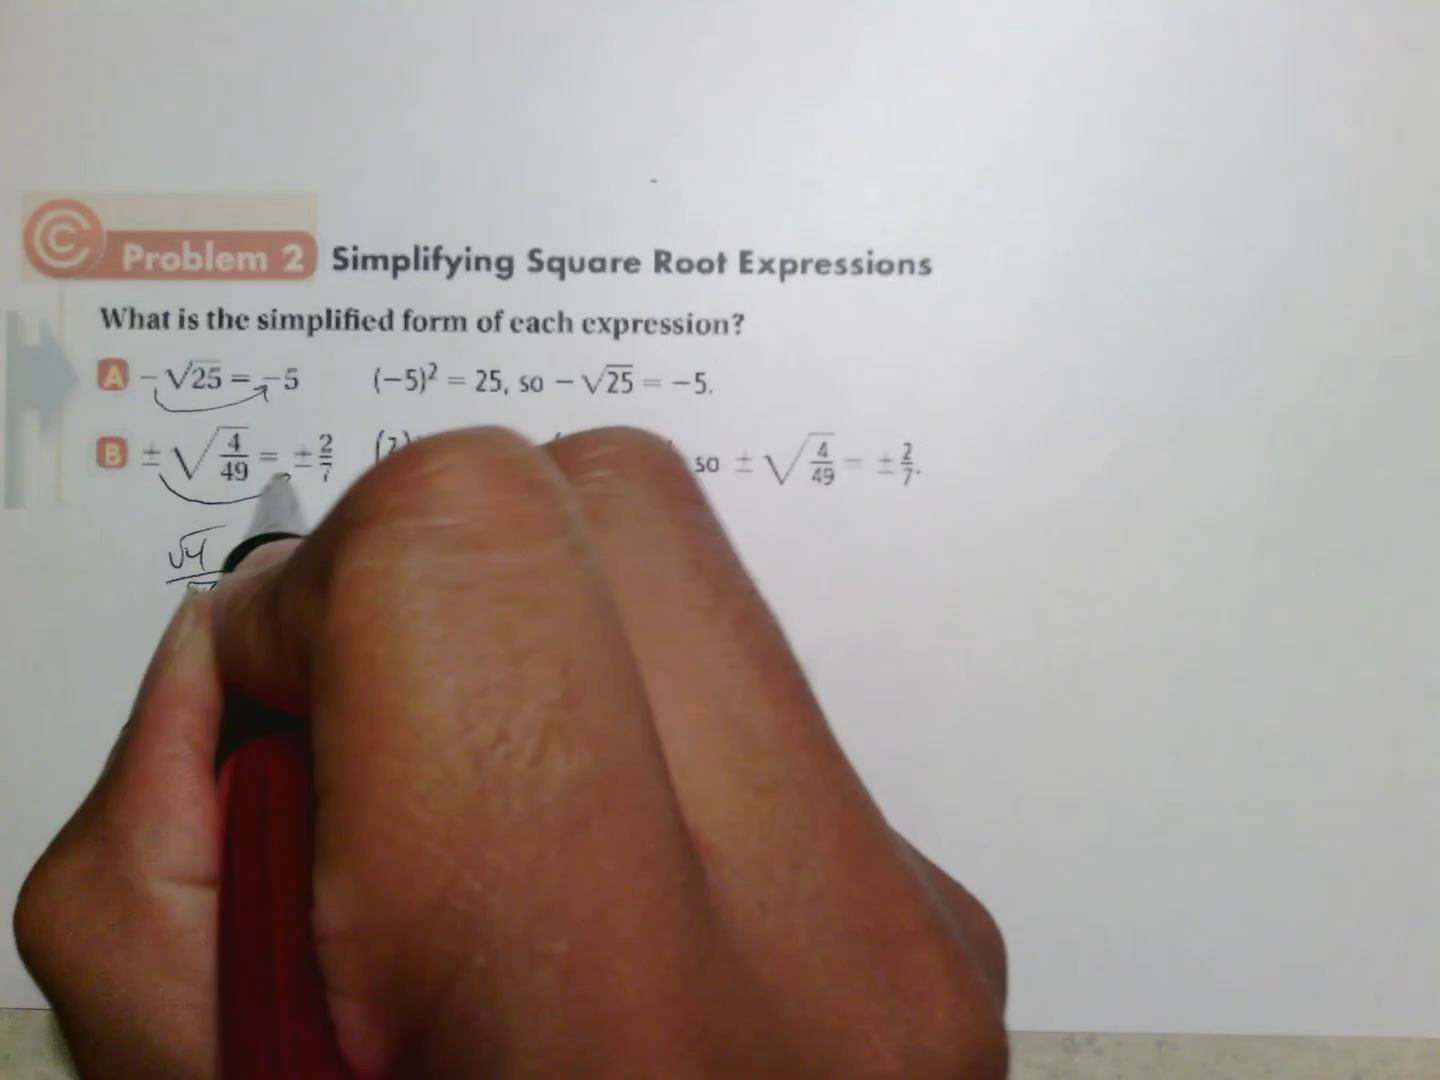 Problem 2 Simplifying Square Root Expressions
What is the simplified form of each expression?
A −√25 = −5 (−5)² = 25, so −√25 = −5.
B ±√(4/49) = ±2/7 (2 so ±√(4/49) = ±2/7.
√4